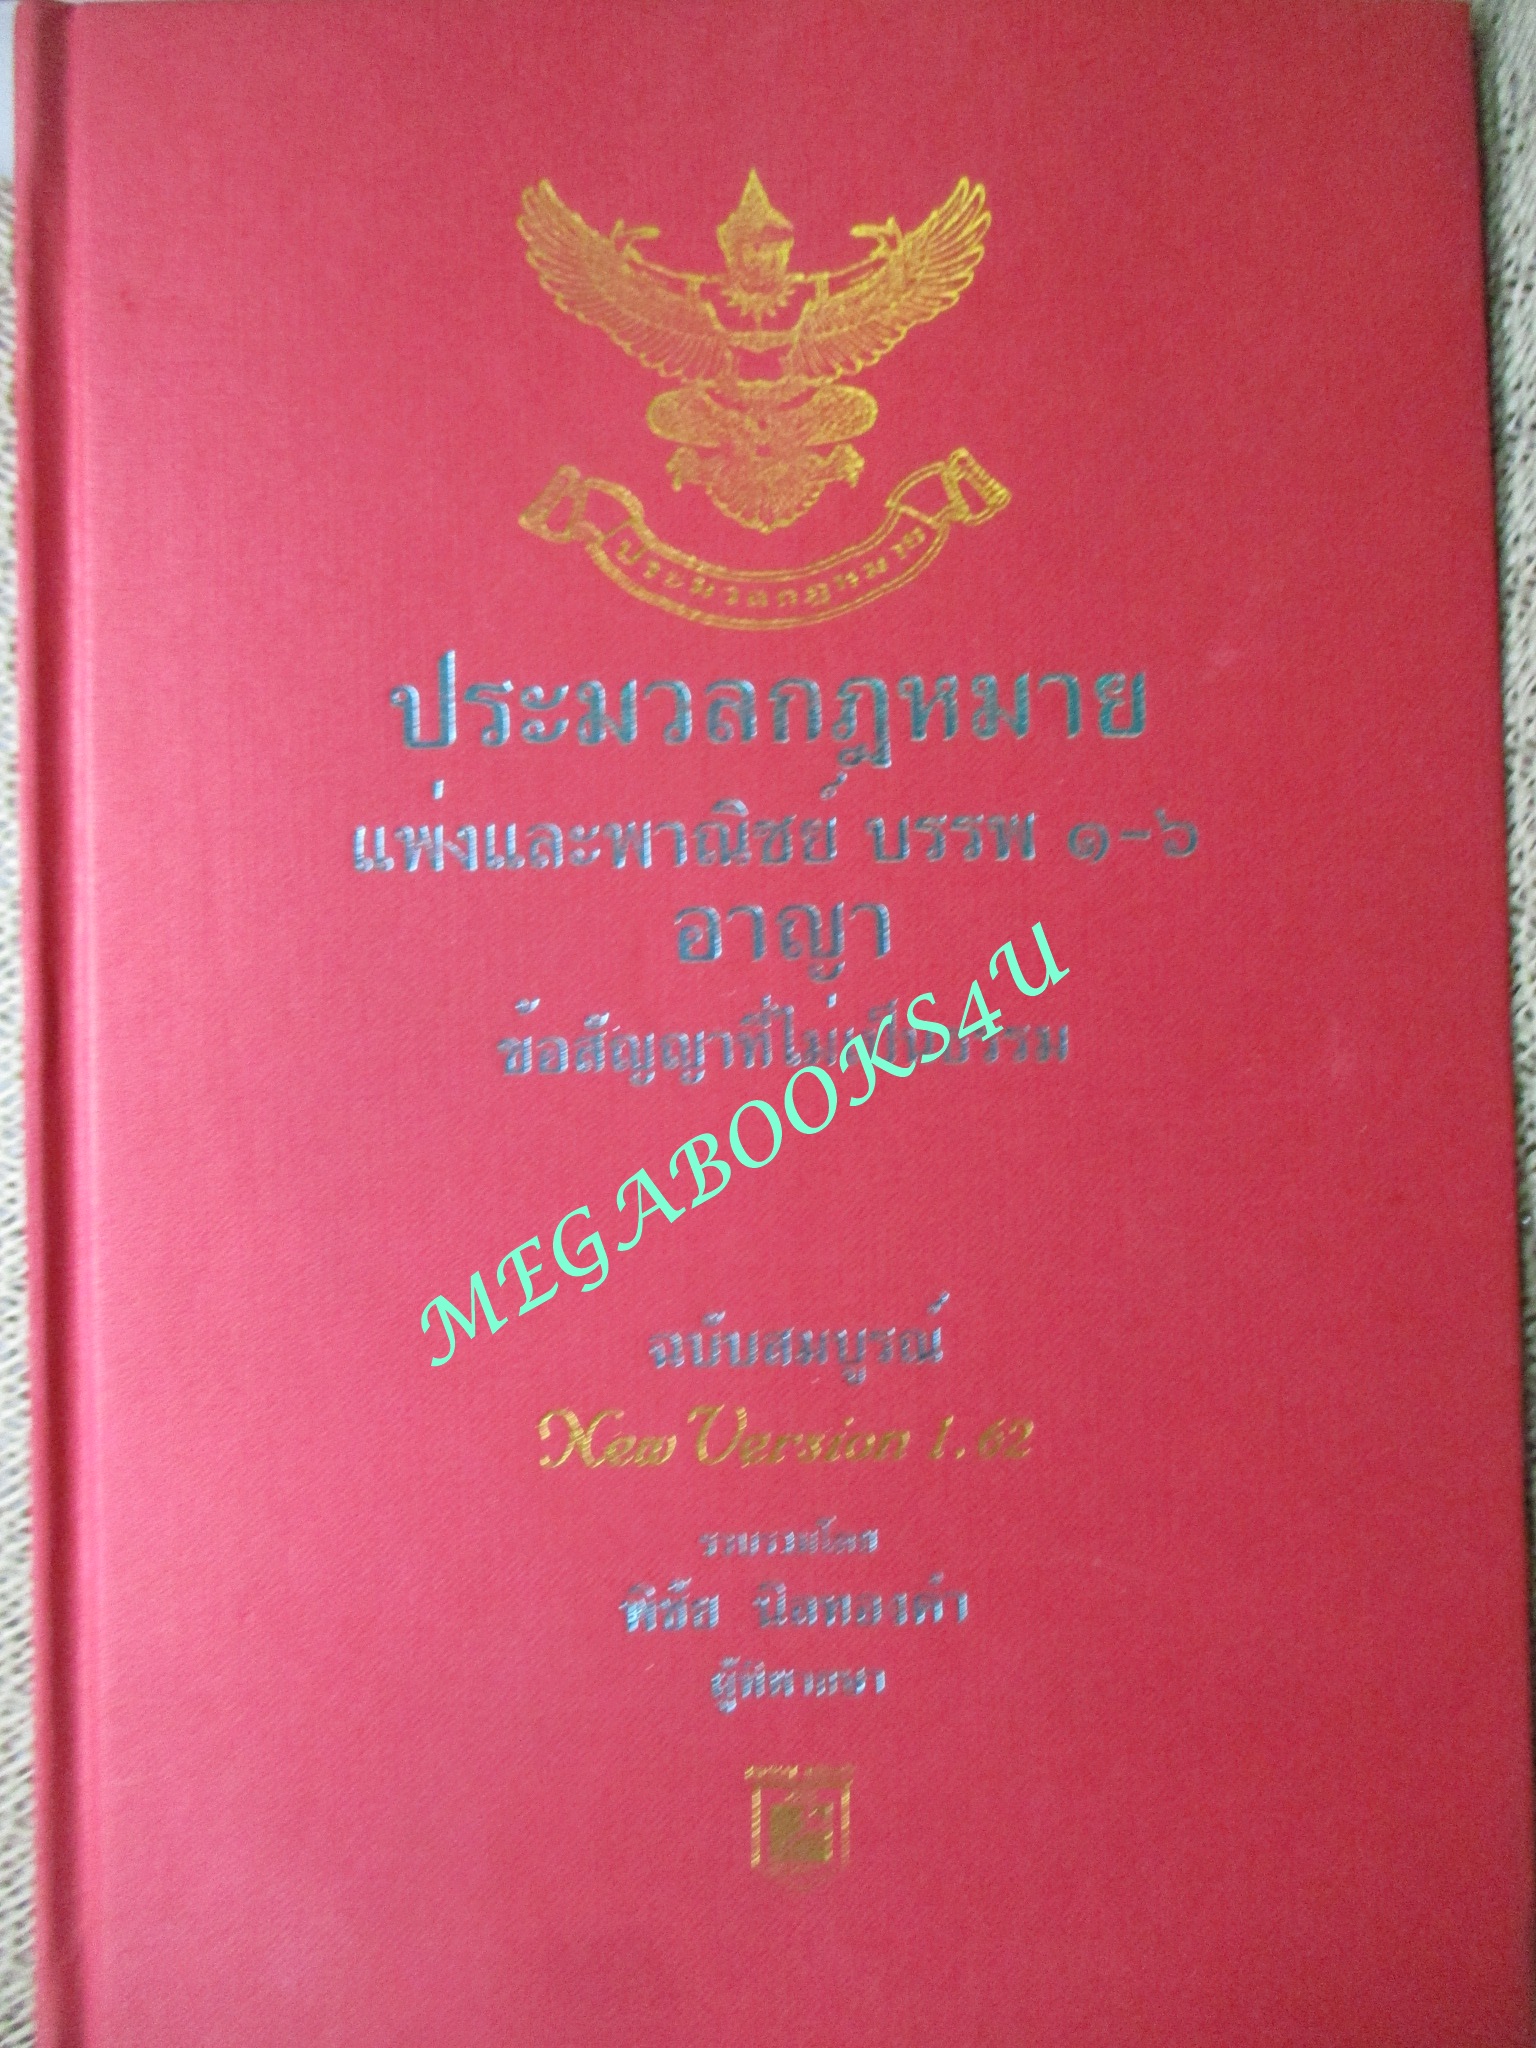 ประมวลกฎหมาย
ประมวลกฎหมาย
แพ่งและพาณิชย์ บรรพ ๑-๖
อาญา
ข้อสัญญาที่ไม่เป็นธรรม
MEGABOOKS4U
ฉบับสมบูรณ์
New Version 1.62
รวบรวมโดย
พิชัย นิลทองคำ
ผู้พิพากษา